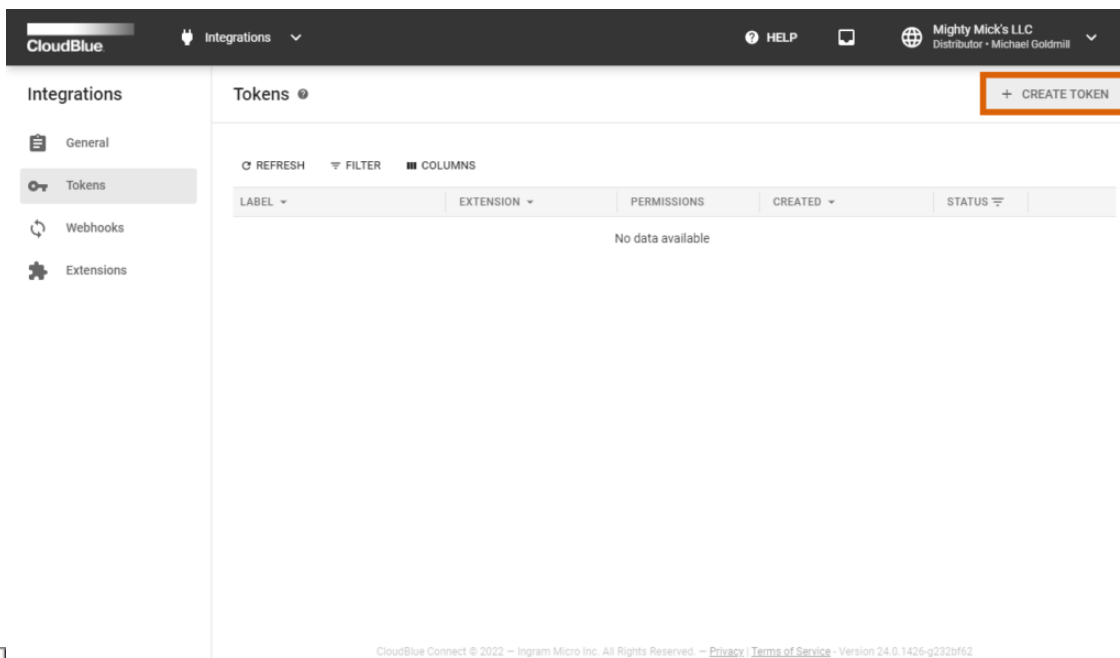 CloudBlue.
Integrations
HELP
Mighty Mick's LLC
Distributor • Michael Goldmill
Integrations
General
Tokens
Webhooks
Extensions
Tokens
+ CREATE TOKEN
REFRESH FILTER COLUMNS
LABEL EXTENSION PERMISSIONS CREATED STATUS
No data available
CloudBlue Connect © 2022 — Ingram Micro Inc. All Rights Reserved. — Privacy | Terms of Service - Version 24.0.1426-g232bf62